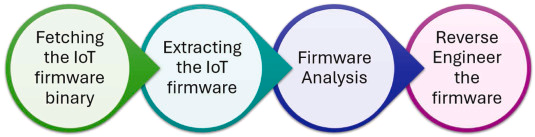 Fetching
the IoT
firmware
binary
Extracting
the IoT
firmware
Firmware
Analysis
Reverse
Engineer
the
firmware